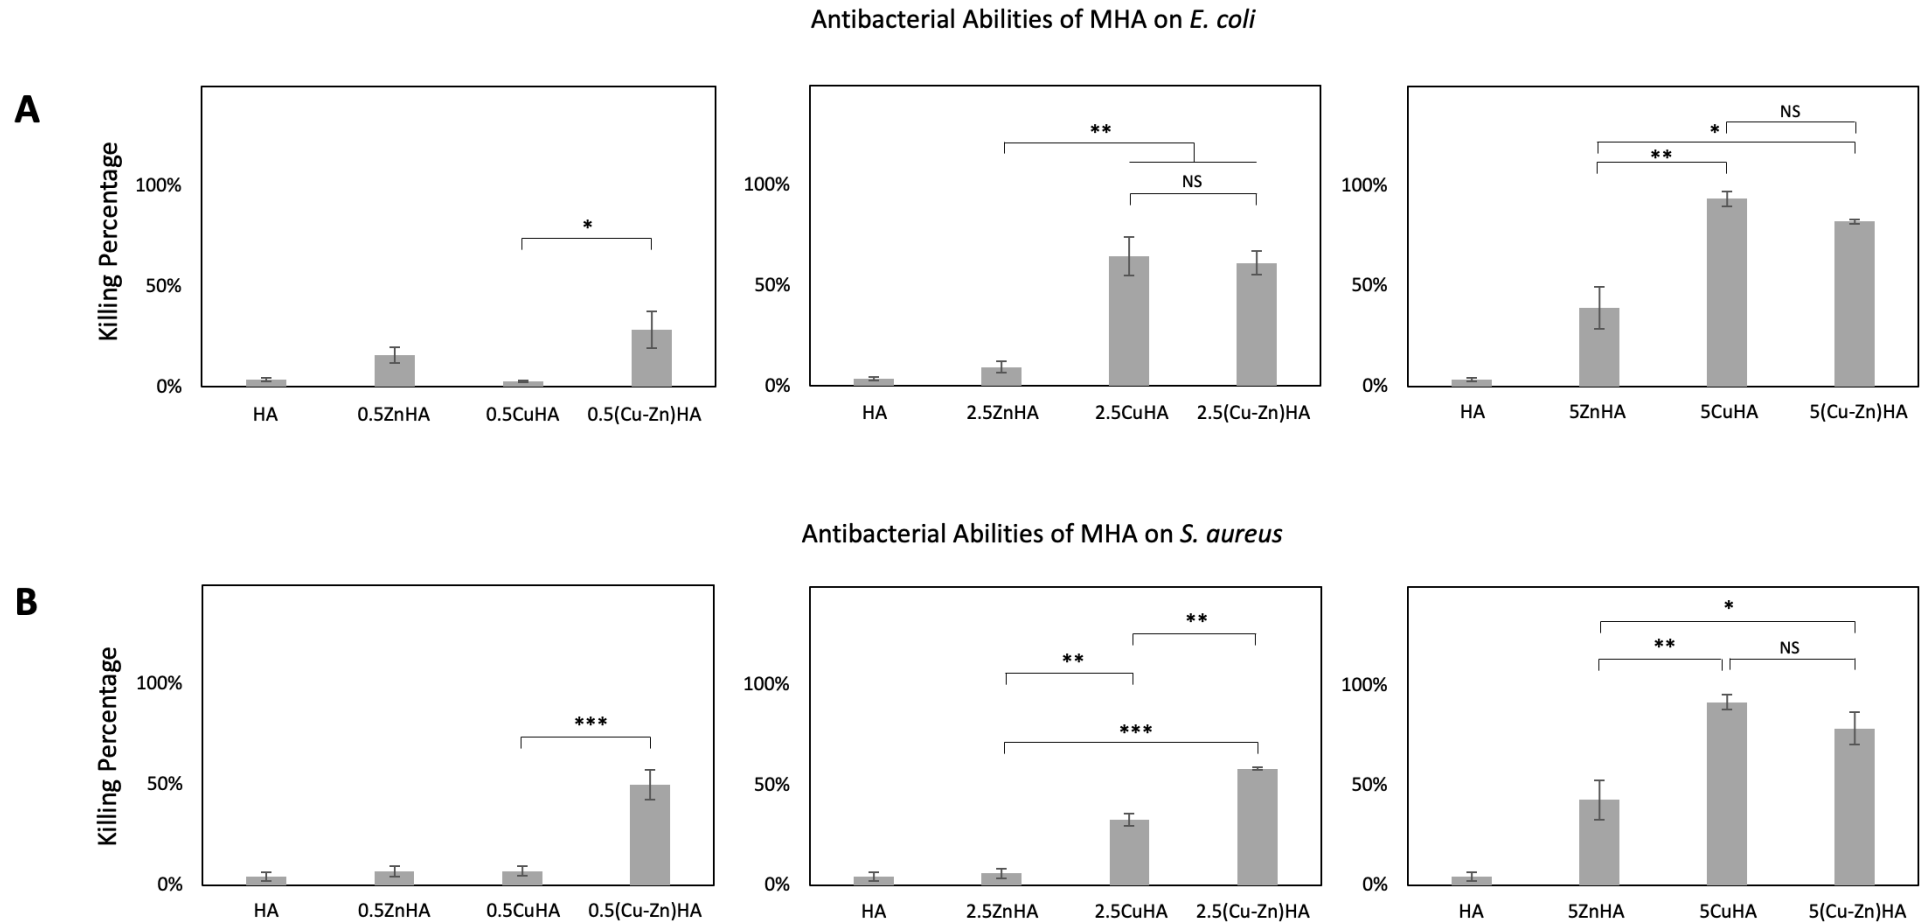 Antibacterial Abilities of MHA on E. coli
A
Killing Percentage
100%
50%
0%
*
HA 0.5ZnHA 0.5CuHA 0.5(Cu-Zn)HA
100%
50%
0%
**
NS
HA 2.5ZnHA 2.5CuHA 2.5(Cu-Zn)HA
100%
50%
0%
NS
*
**
HA 5ZnHA 5CuHA 5(Cu-Zn)HA
Antibacterial Abilities of MHA on S. aureus
B
Killing Percentage
100%
50%
0%
***
HA 0.5ZnHA 0.5CuHA 0.5(Cu-Zn)HA
100%
50%
0%
**
**
***
HA 2.5ZnHA 2.5CuHA 2.5(Cu-Zn)HA
100%
50%
0%
*
** NS
HA 5ZnHA 5CuHA 5(Cu-Zn)HA